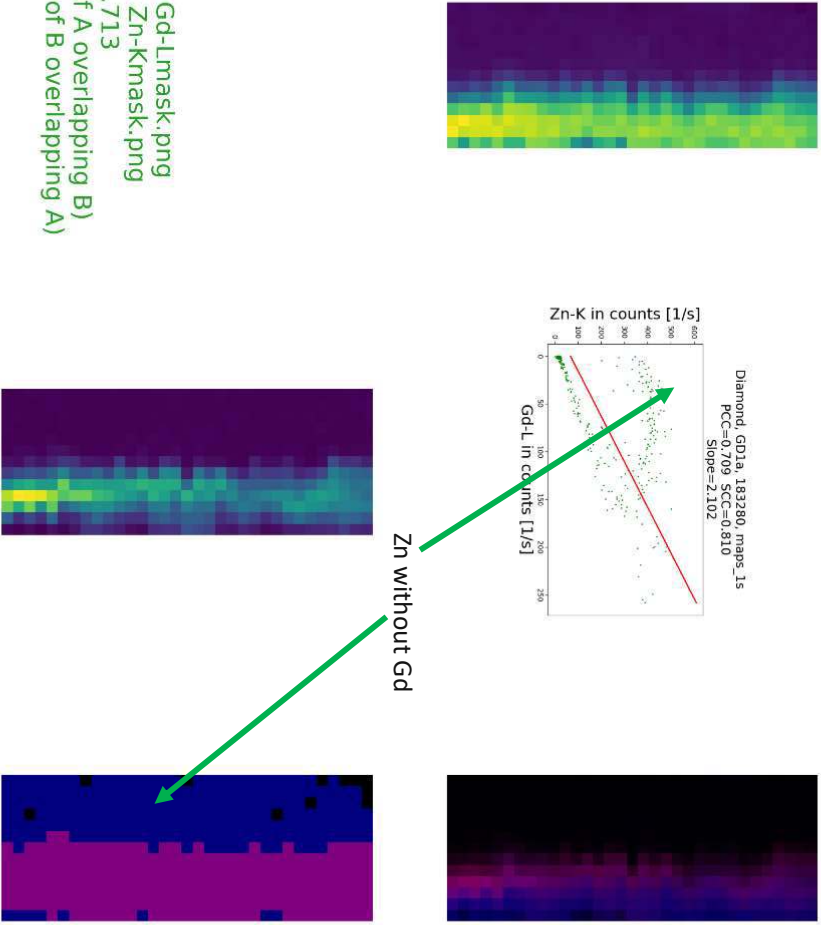 Gd-Lmask.png
Zn-Kmask.png
.713
f A overlapping B)
of B overlapping A)
Diamond, GD1a, 183280, maps_1s
PCC=0.709 SCC=0.810
Slope=2.102
Zn-K in counts [1/s]
600
500
400
300
200
100
0
0
50
100
150
200
250
Gd-L in counts [1/s]
Zn without Gd